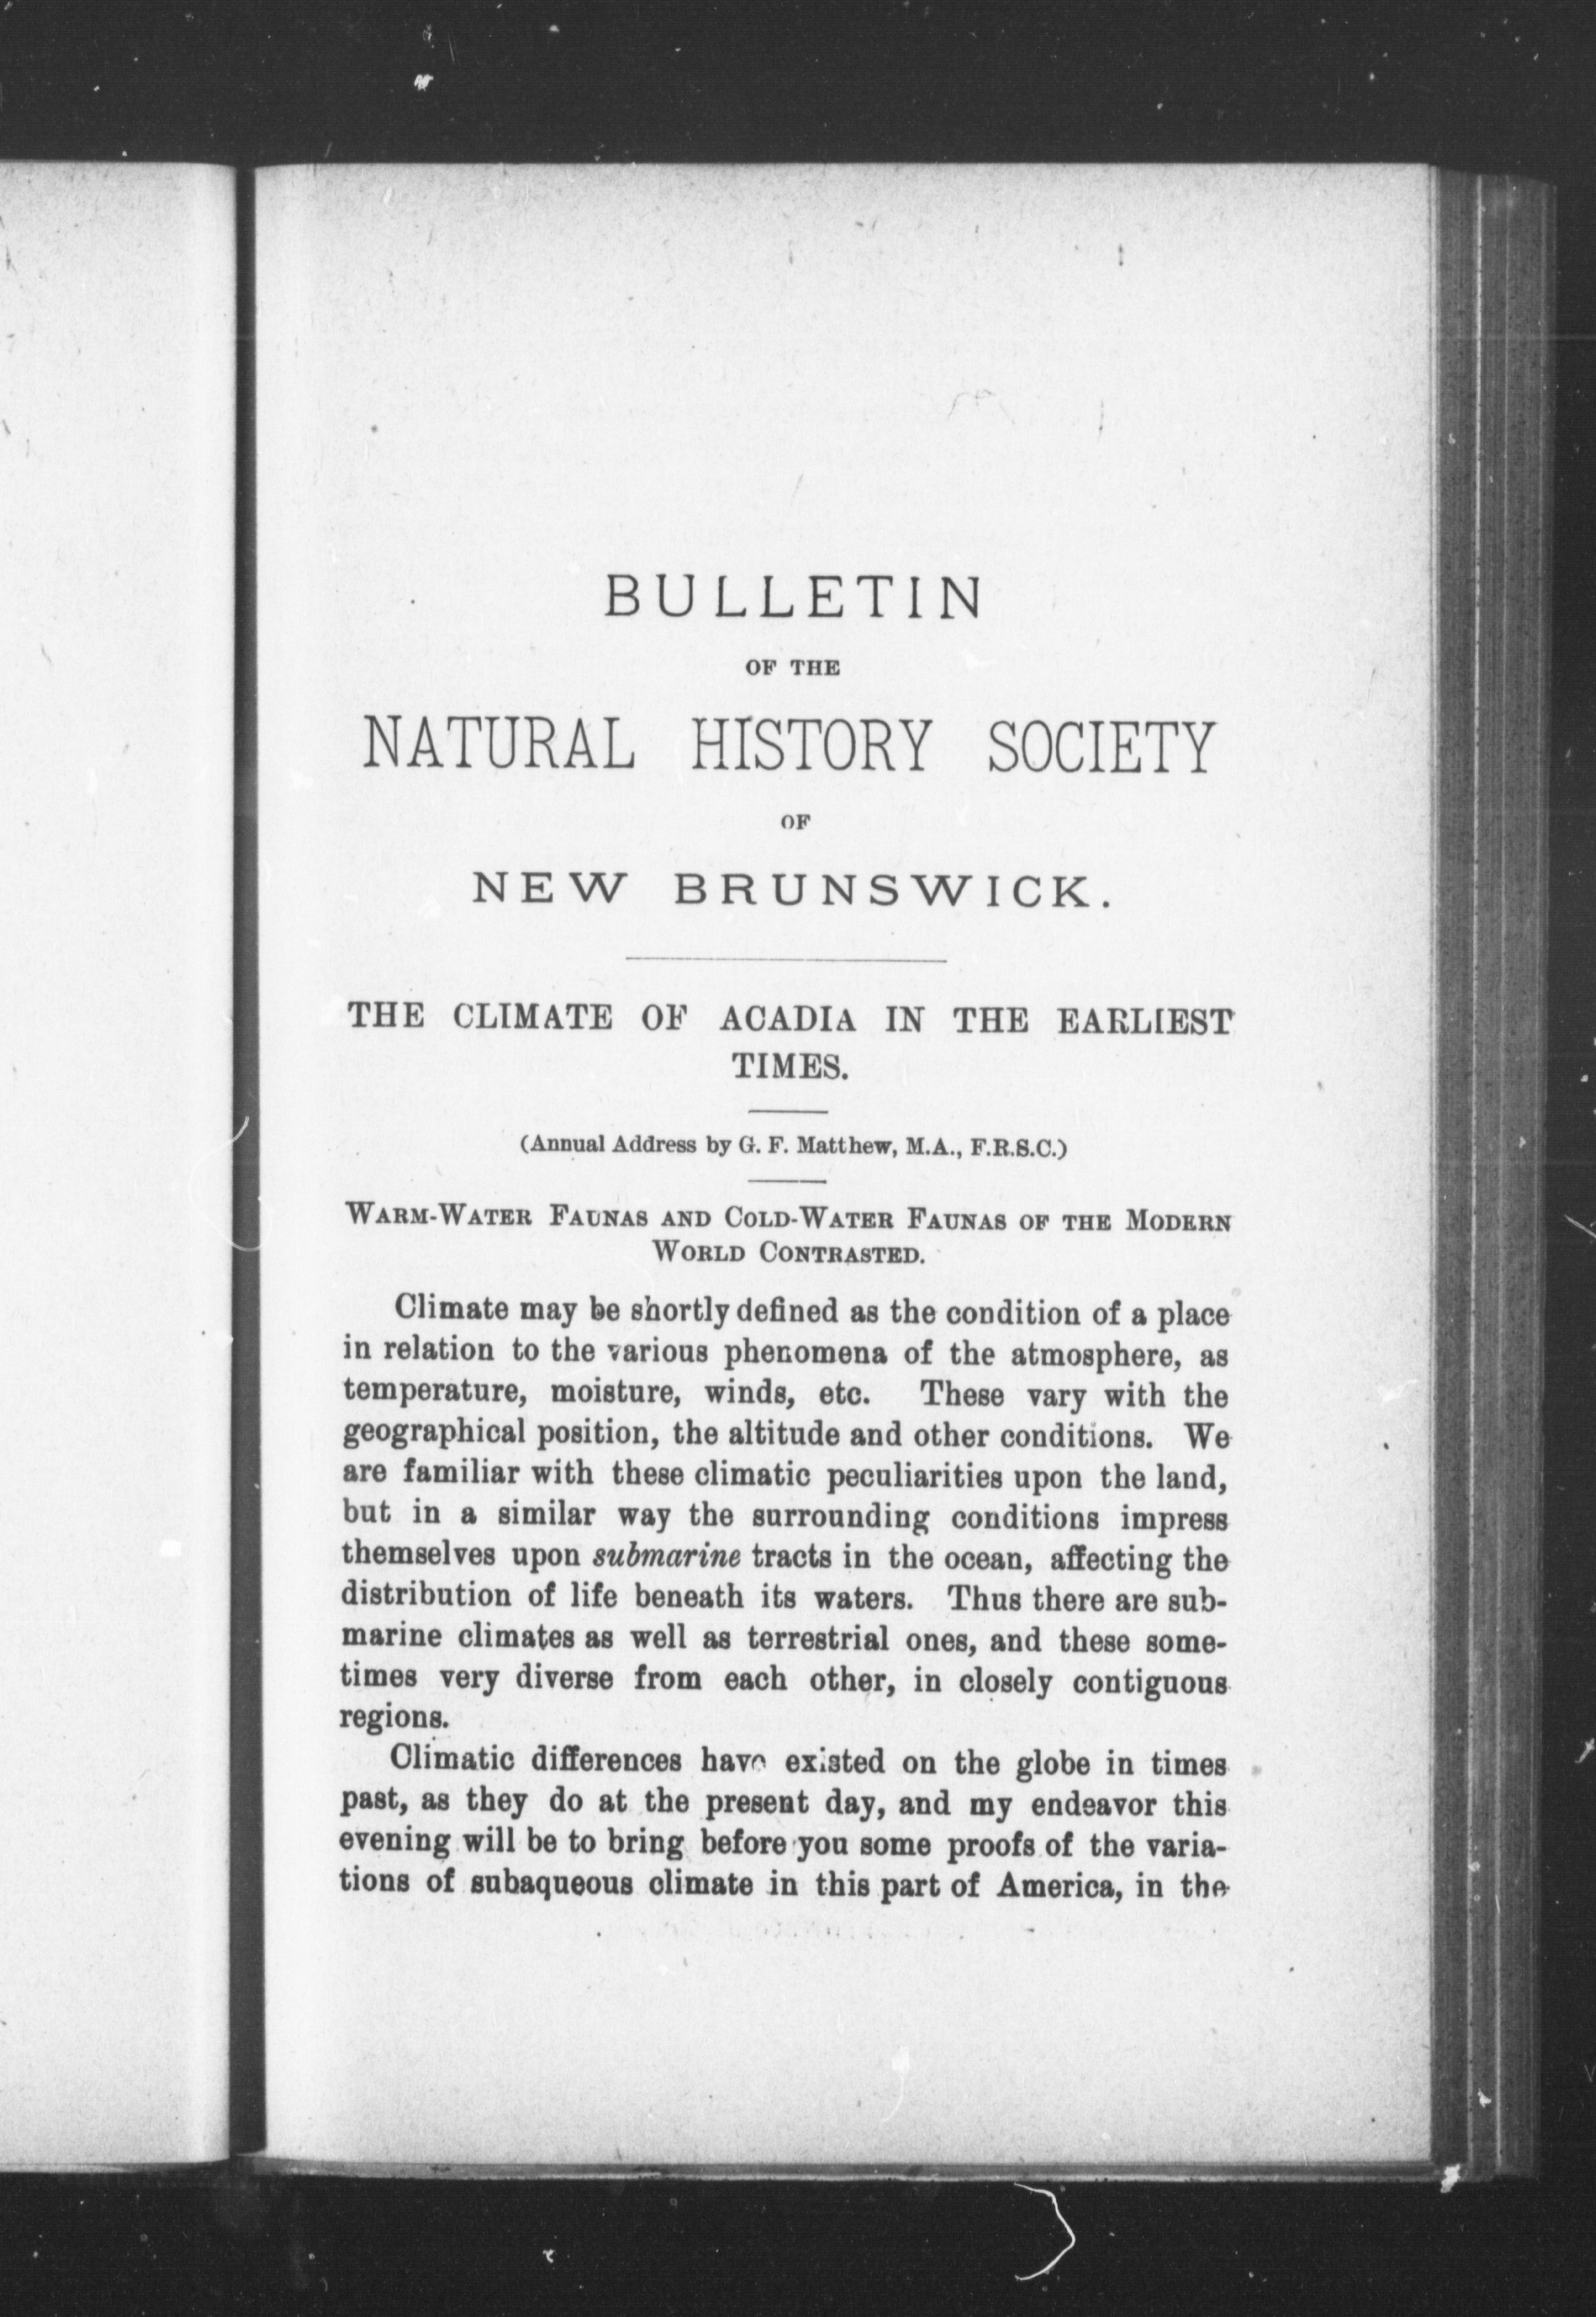 BULLETIN
OF THE
NATURAL HISTORY SOCIETY
OF
NEW BRUNSWICK.
THE CLIMATE OF ACADIA IN THE EARLIEST
TIMES.
(Annual Address by G. F. Matthew, M.A., F.R.S.C.)
WARM-WATER FAUNAS AND COLD-WATER FAUNAS OF THE MODERN
WORLD CONTRASTED.
Climate may be shortly defined as the condition of a place
in relation to the various phenomena of the atmosphere, as
temperature, moisture, winds, etc. These vary with the
geographical position, the altitude and other conditions. We
are familiar with these climatic peculiarities upon the land,
but in a similar way the surrounding conditions impress
themselves upon submarine tracts in the ocean, affecting the
distribution of life beneath its waters. Thus there are sub-
marine climates as well as terrestrial ones, and these some-
times very diverse from each other, in closely contiguous
regions.
Climatic differences have existed on the globe in times
past, as they do at the present day, and my endeavor this
evening will be to bring before you some proofs of the varia-
tions of subaqueous climate in this part of America, in the